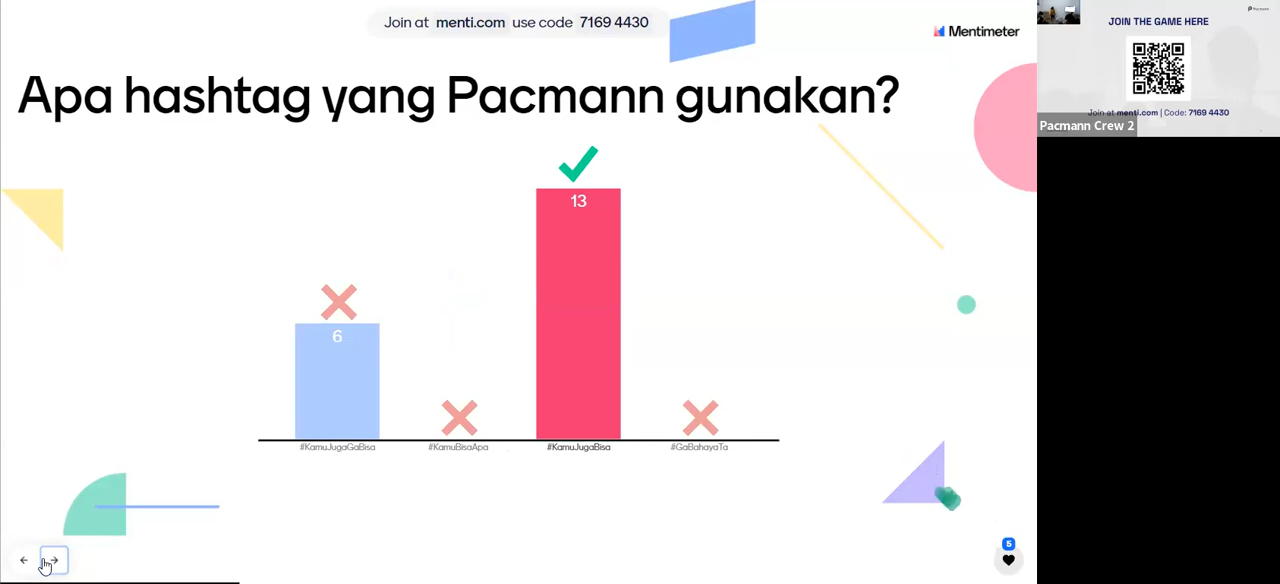 Join at menti.com use code 7169 4430
Mentimeter
Apa hashtag yang Pacmann gunakan?
13
6
#KamuJugaGaBisa
#KamuBisaApa
#KamuJugaBisa
#GaBahayaTa
5
Pacmann
JOIN THE GAME HERE
Join at menti.com | Code: 7169 4430
Pacmann Crew 2